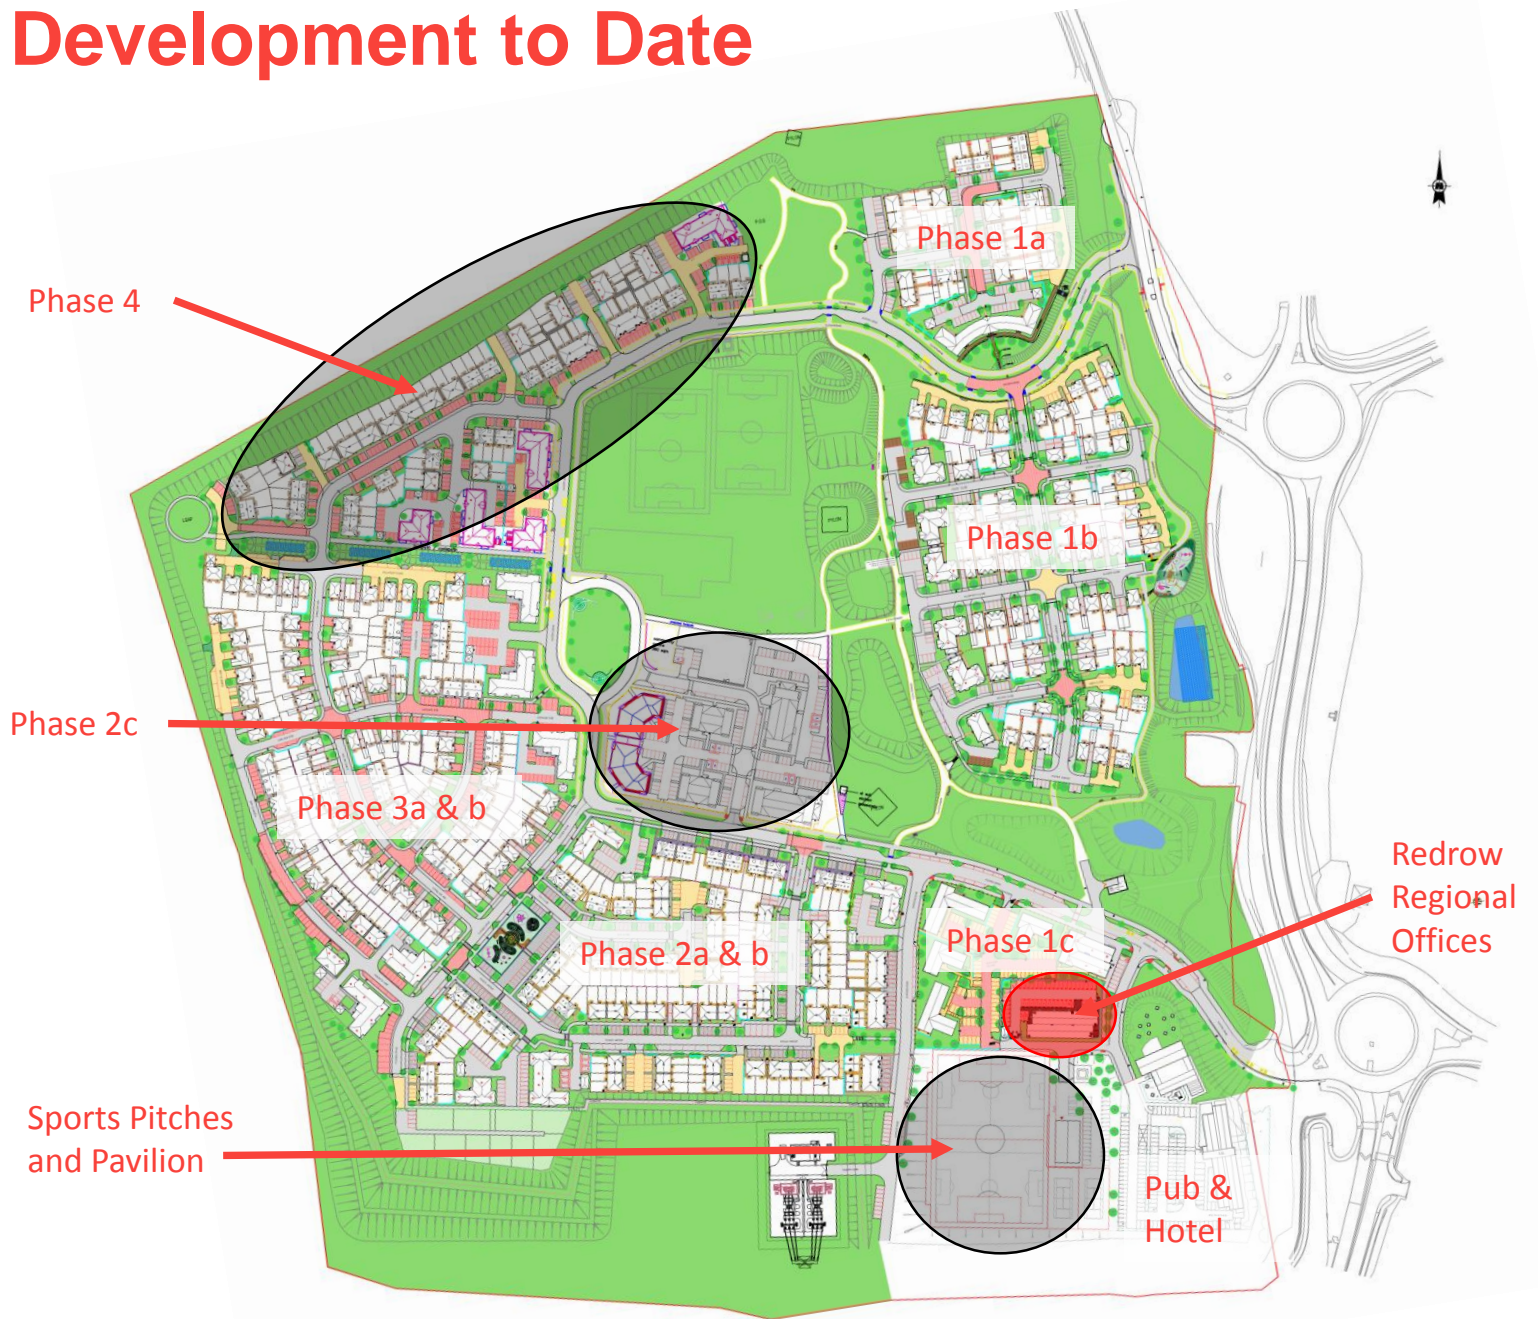 Development to Date
Phase 1a
Phase 4
Phase 1b
Phase 2c
Phase 3a & b
Redrow
Regional
Offices
Phase 1c
Phase 2a & b
Sports Pitches
and Pavilion
Pub &
Hotel